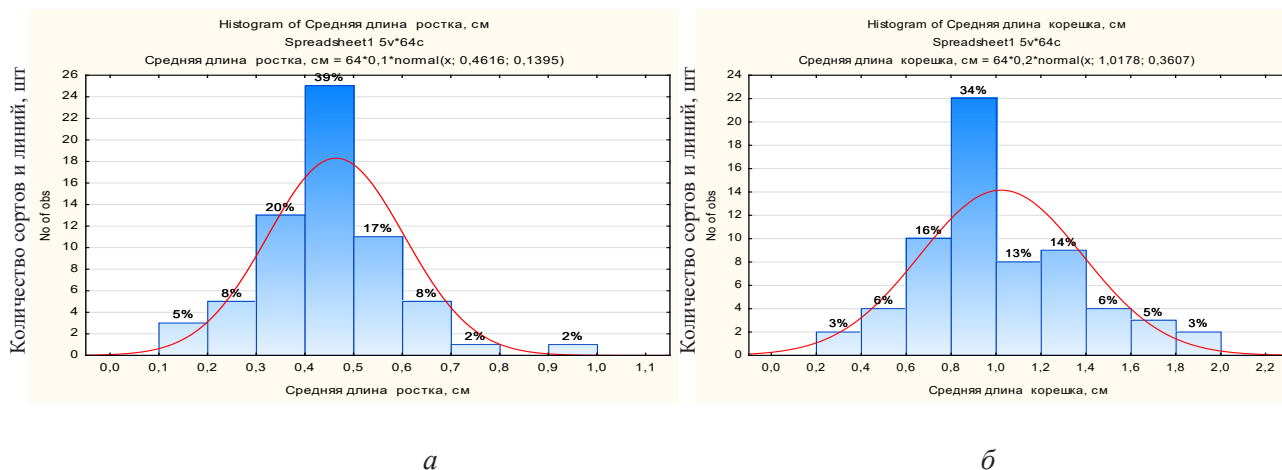 Histogram of Средняя длина ростка, см
Spreadsheet1 5v*64c
Средняя длина ростка, см = 64*0,1*normal(x; 0,4616; 0,1395)
Количество сортов и линий, шт
No of obs
26
24
22
20
18
16
14
12
10
8
6
4
2
0
5%
8%
20%
39%
17%
8%
2%
2%
0,0 0,1 0,2 0,3 0,4 0,5 0,6 0,7 0,8 0,9 1,0 1,1
Средняя длина ростка, см
а
Histogram of Средняя длина корешка, см
Spreadsheet1 5v*64c
Средняя длина корешка, см = 64*0,2*normal(x; 1,0178; 0,3607)
Количество сортов и линий, шт
No of obs
24
22
20
18
16
14
12
10
8
6
4
2
0
3%
6%
16%
34%
13%
14%
6%
5%
3%
0,0 0,2 0,4 0,6 0,8 1,0 1,2 1,4 1,6 1,8 2,0 2,2
Средняя длина корешка, см
б